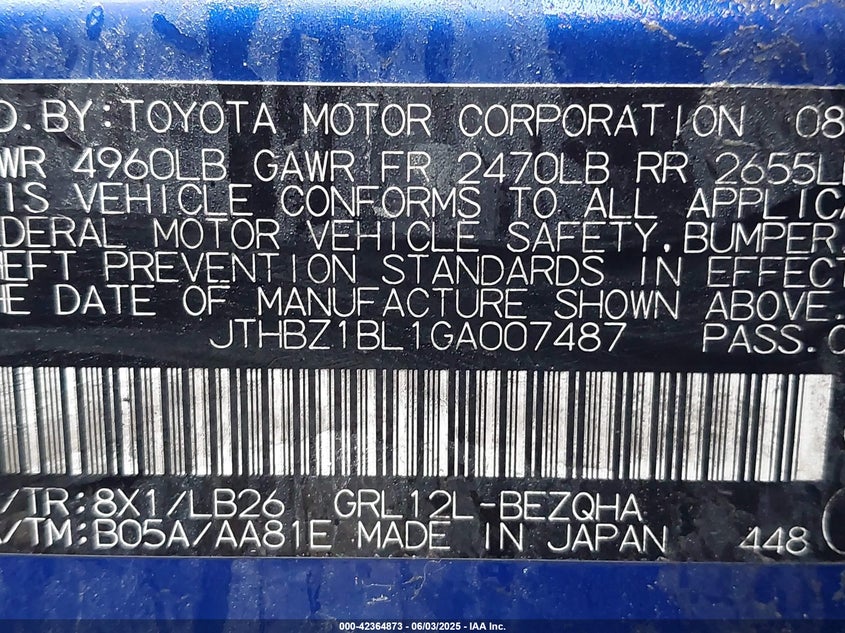 D. BY: TOYOTA MOTOR CORPORATION 08
WR 4960LB GAWR FR 2470LB RR 2655L
IS VEHICLE CONFORMS TO ALL APPLICA
DERAL MOTOR VEHICLE SAFETY, BUMPER,
EFT PREVENTION STANDARDS IN EFFECT
HE DATE OF MANUFACTURE SHOWN ABOVE.
JTHBZ1BL1GA007487 PASS.C
/TR:8X1/LB26 GRL12L-BEZQHA
/TM:B05A/AA81E MADE IN JAPAN 448
000-42364873 - 06/03/2025 - IAA Inc.